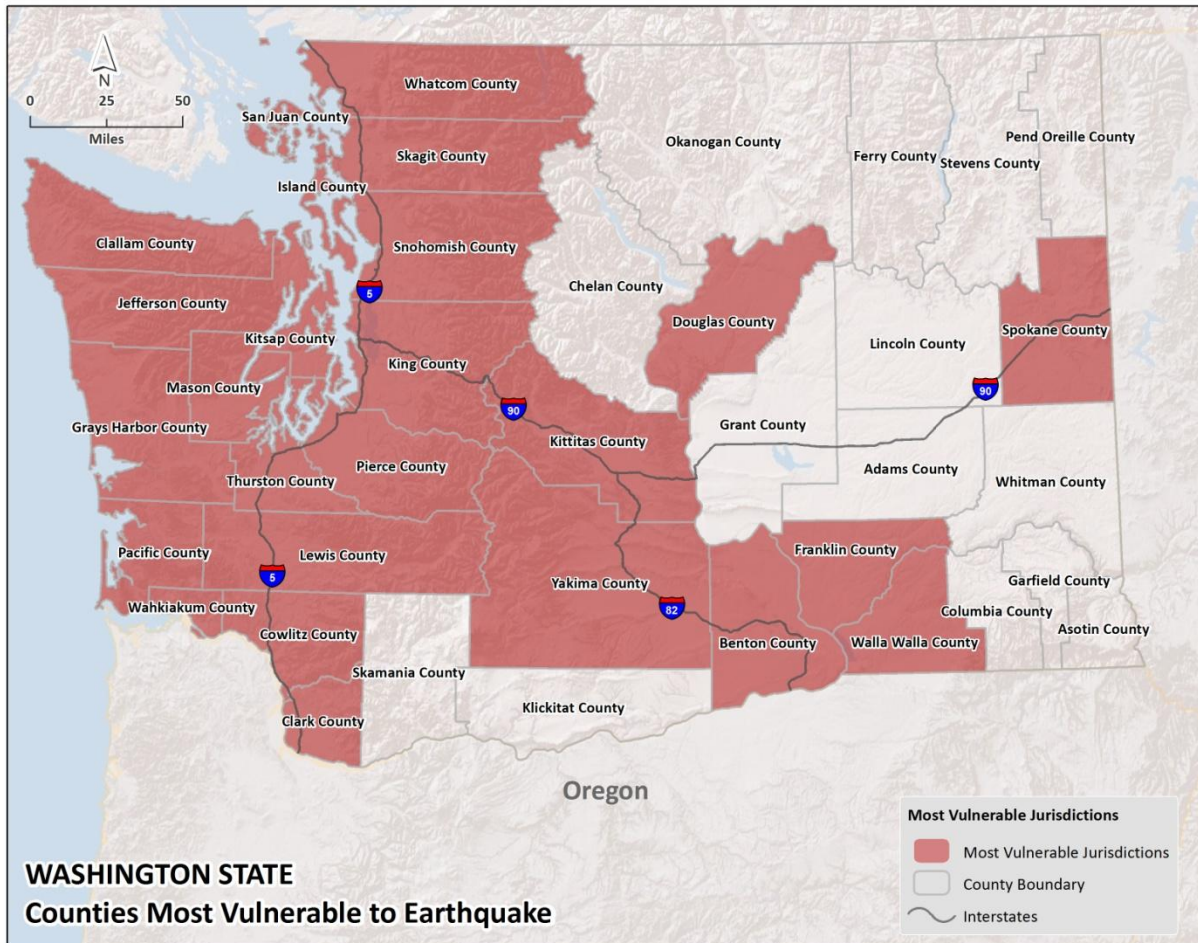 N
0 25 50
Miles
Whatcom County
San Juan County
Skagit County
Okanogan County
Ferry County
Stevens County
Pend Oreille County
Island County
Clallam County
Snohomish County
Jefferson County
5
Chelan County
Douglas County
Kitsap County
Lincoln County
Spokane County
King County
Mason County
90
90
Grays Harbor County
Grant County
Kittitas County
Pierce County
Adams County
Thurston County
Whitman County
Pacific County
Lewis County
5
Franklin County
Yakima County
Garfield County
Wahkiakum County
82
Columbia County
Cowlitz County
Asotin County
Benton County
Walla Walla County
Skamania County
Klickitat County
Clark County
Oregon
Most Vulnerable Jurisdictions
Most Vulnerable Jurisdictions
County Boundary
Interstates
WASHINGTON STATE
Counties Most Vulnerable to Earthquake